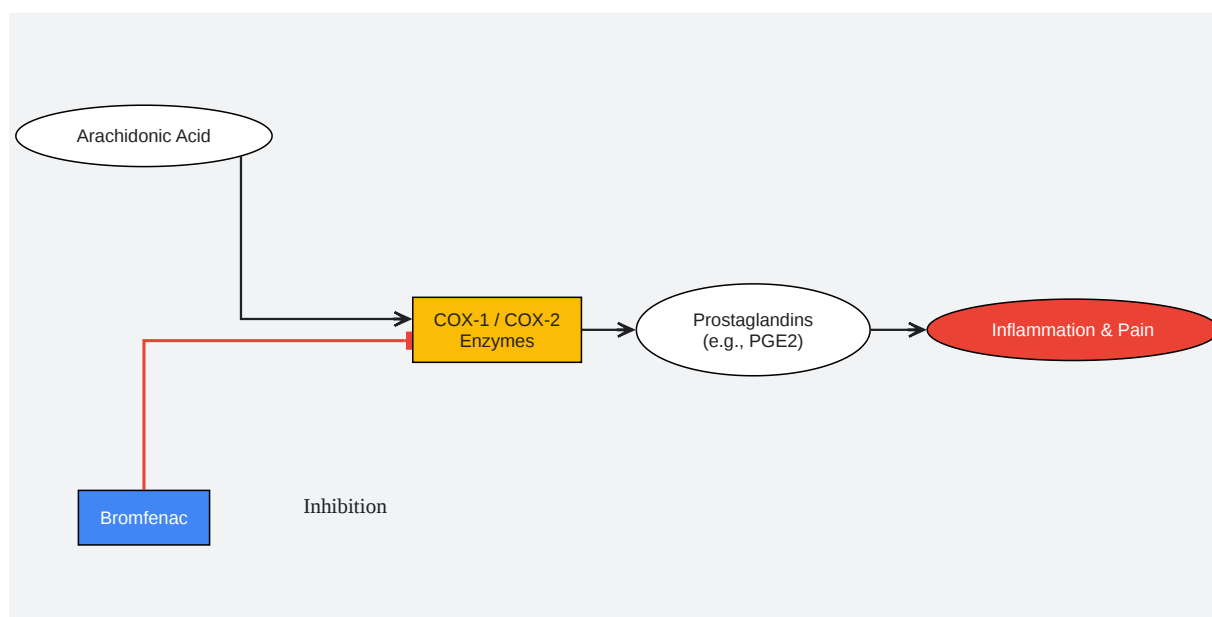 Arachidonic Acid
COX-1 / COX-2
Enzymes
Prostaglandins
(e.g., PGE2)
Inflammation & Pain
Bromfenac
Inhibition